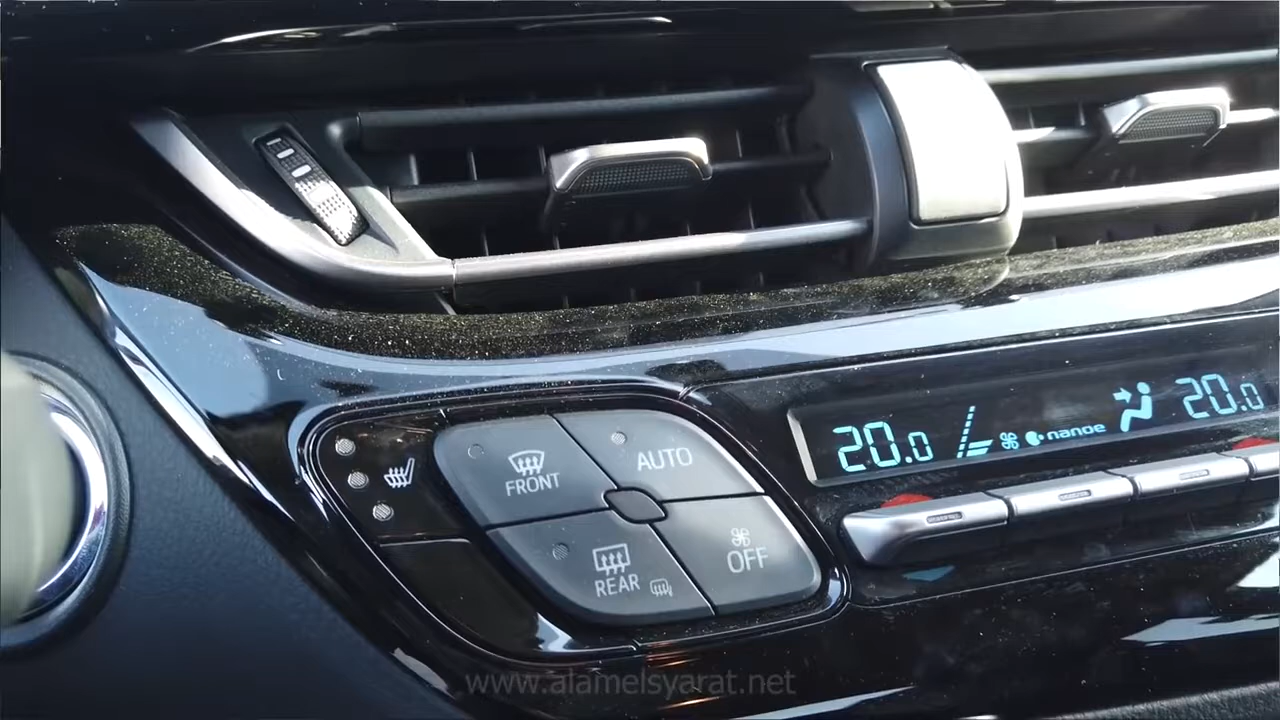 FRONT
AUTO
REAR
OFF
20.0
nanoe
20.0
www.alamelsyarat.net